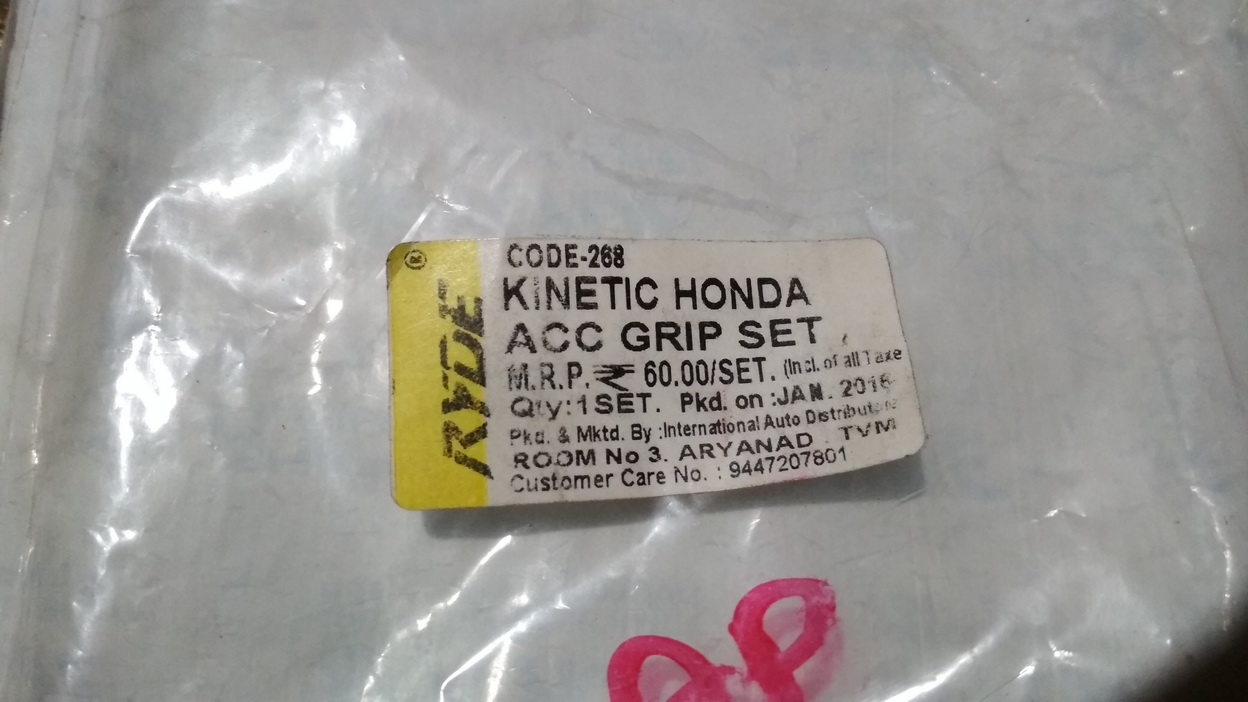 ®
RYDE
CODE-268
KINETIC HONDA
ACC GRIP SET
M.R.P. ₹ 60.00/SET. (Incl. of all Taxe
Qty:1SET. Pkd. on :JAN. 2016
Pkd. & Mktd. By :International Auto Distributors
ROOM No 3. ARYANAD TVM
Customer Care No. : 9447207801